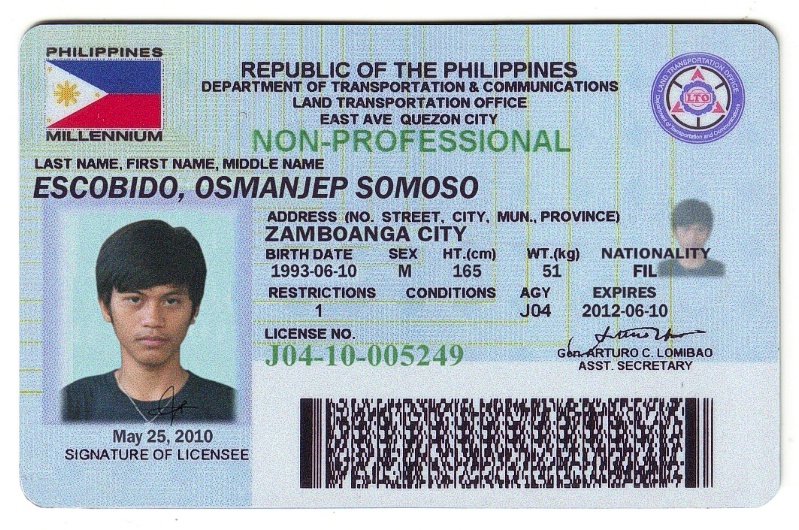 PHILIPPINES
MILLENNIUM
REPUBLIC OF THE PHILIPPINES
DEPARTMENT OF TRANSPORTATION & COMMUNICATIONS
LAND TRANSPORTATION OFFICE
EAST AVE QUEZON CITY
NON-PROFESSIONAL
LAND TRANSPORTATION OFFICE
LTO
Department of Transportation and Communications
LAST NAME, FIRST NAME, MIDDLE NAME
ESCOBIDO, OSMANJEP SOMOSO
ADDRESS (NO. STREET, CITY, MUN., PROVINCE)
ZAMBOANGA CITY
BIRTH DATE SEX HT.(cm) WT.(kg) NATIONALITY
1993-06-10 M 165 51 FIL
RESTRICTIONS CONDITIONS AGY EXPIRES
1 J04 2012-06-10
LICENSE NO.
J04-10-005249
Gen. ARTURO C. LOMIBAO
ASST. SECRETARY
May 25, 2010
SIGNATURE OF LICENSEE